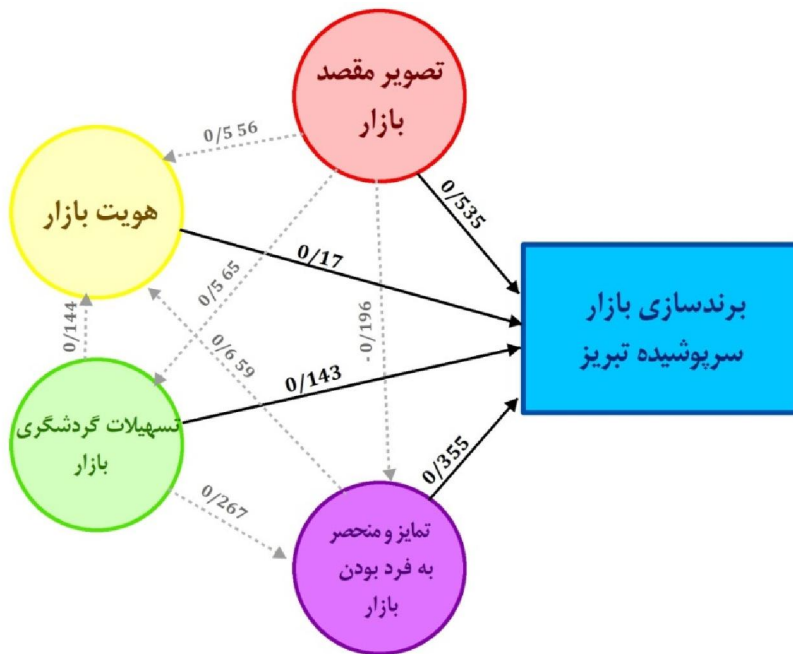 تصویر مقصد
بازار
0/5 56
0/535
هویت بازار
0/17
0/5 65
-0/196
برندسازی بازار
سرپوشیده تبریز
0/144
0/6 59
0/143
تسهیلات گردشگری
بازار
0/355
0/267
تمایز و منحصر
به فرد بودن
بازار